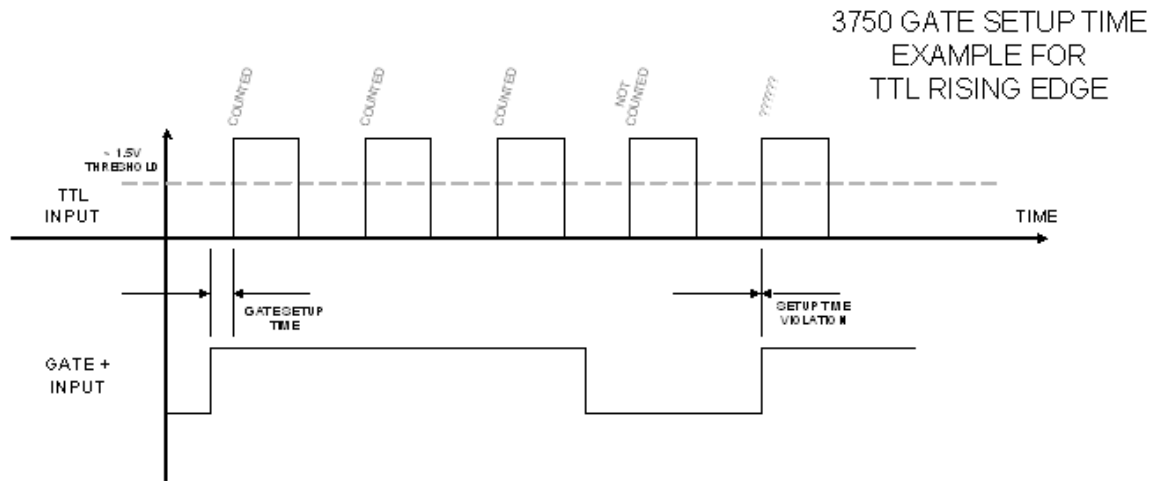 3750 GATE SETUP TIME
EXAMPLE FOR
TTL RISING EDGE
COUNTED
COUNTED
COUNTED
NOT
COUNTED
??????
~ 1.5V
THRESHOLD
TTL
INPUT
TIME
GATE SETUP
TIME
SETUP TIME
VIOLATION
GATE +
INPUT